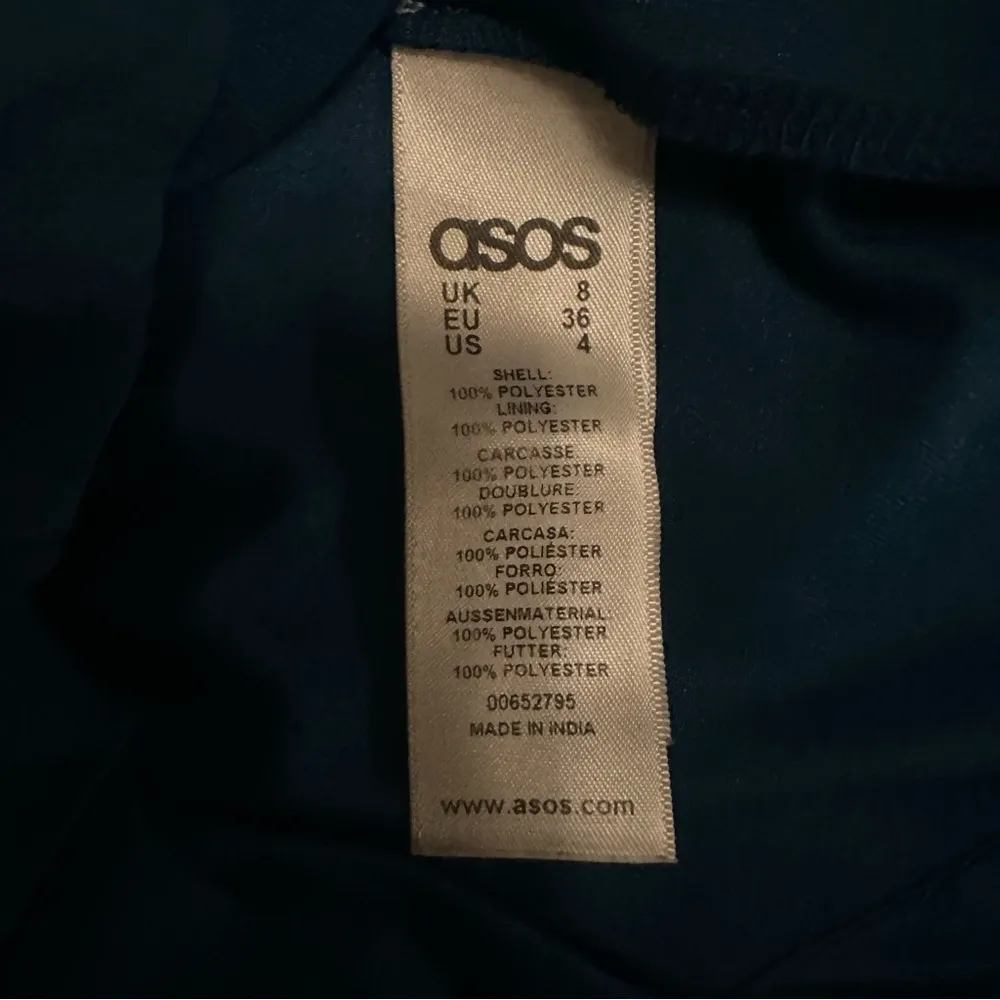 asos
UK 8
EU 36
US 4
SHELL:
100% POLYESTER
LINING:
100% POLYESTER
CARCASSE:
100% POLYESTER
DOUBLURE:
100% POLYESTER
CARCASA:
100% POLIÉSTER
FORRO:
100% POLIÉSTER
AUSSENMATERIAL:
100% POLYESTER
FUTTER:
100% POLYESTER
00652795
MADE IN INDIA
www.asos.com